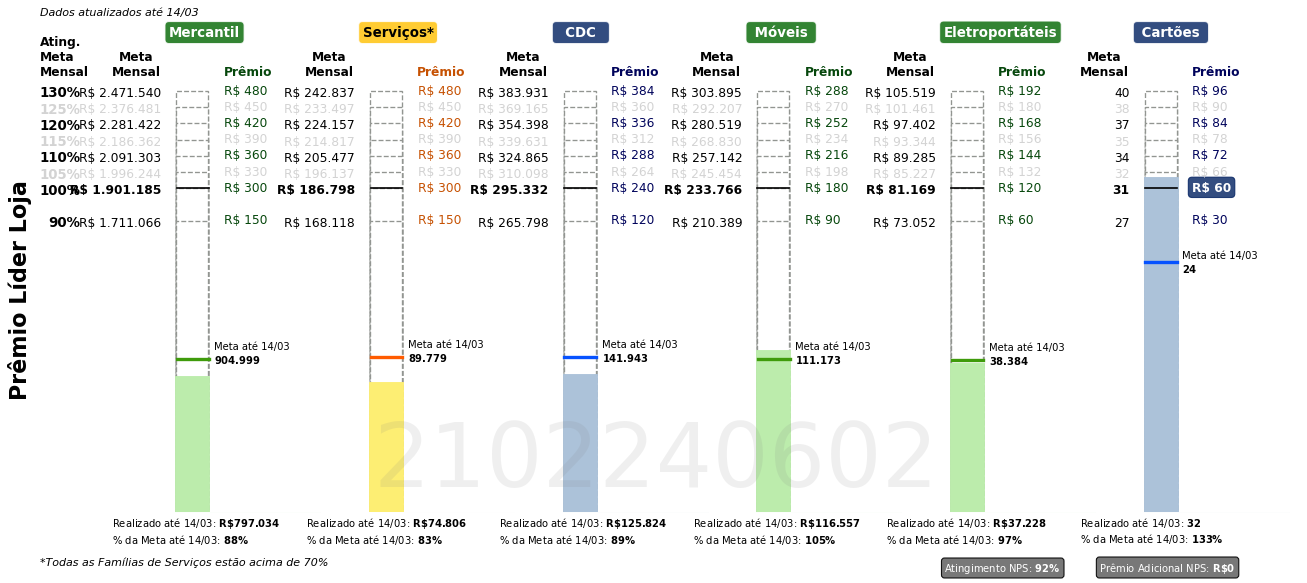 Dados atualizados até 14/03
Mercantil Serviços* CDC Móveis Eletroportáteis Cartões
Ating. Meta Mensal
Meta Mensal Prêmio Meta Mensal Prêmio Meta Mensal Prêmio Meta Mensal Prêmio Meta Mensal Prêmio Meta Mensal Prêmio
130% R$ 2.471.540 R$ 480 R$ 242.837 R$ 480 R$ 383.931 R$ 384 R$ 303.895 R$ 288 R$ 105.519 R$ 192 40 R$ 96
125% R$ 2.376.481 R$ 450 R$ 233.497 R$ 450 R$ 369.165 R$ 360 R$ 292.207 R$ 270 R$ 101.461 R$ 180 38 R$ 90
120% R$ 2.281.422 R$ 420 R$ 224.157 R$ 420 R$ 354.398 R$ 336 R$ 280.519 R$ 252 R$ 97.402 R$ 168 37 R$ 84
115% R$ 2.186.362 R$ 390 R$ 214.817 R$ 390 R$ 339.631 R$ 312 R$ 268.830 R$ 234 R$ 93.344 R$ 156 35 R$ 78
110% R$ 2.091.303 R$ 360 R$ 205.477 R$ 360 R$ 324.865 R$ 288 R$ 257.142 R$ 216 R$ 89.285 R$ 144 34 R$ 72
105% R$ 1.996.244 R$ 330 R$ 196.137 R$ 330 R$ 310.098 R$ 264 R$ 245.454 R$ 198 R$ 85.227 R$ 132 32 R$ 66
100% R$ 1.901.185 R$ 300 R$ 186.798 R$ 300 R$ 295.332 R$ 240 R$ 233.766 R$ 180 R$ 81.169 R$ 120 31 R$ 60
90% R$ 1.711.066 R$ 150 R$ 168.118 R$ 150 R$ 265.798 R$ 120 R$ 210.389 R$ 90 R$ 73.052 R$ 60 27 R$ 30
Prêmio Líder Loja
Meta até 14/03
24
Meta até 14/03 Meta até 14/03 Meta até 14/03 Meta até 14/03 Meta até 14/03
904.999 89.779 141.943 111.173 38.384
2102240602
Realizado até 14/03: R$797.034 Realizado até 14/03: R$74.806 Realizado até 14/03: R$125.824 Realizado até 14/03: R$116.557 Realizado até 14/03: R$37.228 Realizado até 14/03: 32
% da Meta até 14/03: 88% % da Meta até 14/03: 83% % da Meta até 14/03: 89% % da Meta até 14/03: 105% % da Meta até 14/03: 97% % da Meta até 14/03: 133%
*Todas as Famílias de Serviços estão acima de 70%
Atingimento NPS: 92% Prêmio Adicional NPS: R$0